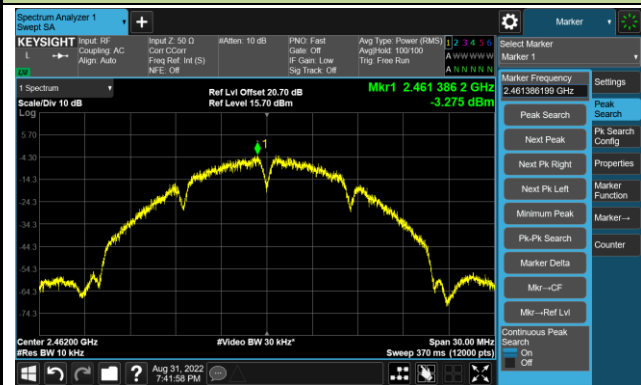 Spectrum Analyzer 1
Swept SA
+
Marker
KEYSIGHT
L
LXI
Input: RF
Coupling: AC
Align: Auto
Input Z: 50 Ω
Corr CCorr
Freq Ref: Int (S)
NFE: Off
#Atten: 10 dB
PNO: Fast
Gate: Off
IF Gain: Low
Sig Track: Off
Avg Type: Power (RMS)
Avg|Hold: 100/100
Trig: Free Run
1 2 3 4 5 6
A W W W W W
A N N N N N
Select Marker
Marker 1
1 Spectrum
Scale/Div 10 dB
Ref Lvl Offset 20.70 dB
Ref Level 15.70 dBm
Mkr1 2.461 386 2 GHz
-3.275 dBm
Log
5.70
-4.30
-14.3
-24.3
-34.3
-44.3
-54.3
-64.3
-74.3
1
Center 2.46200 GHz
#Res BW 10 kHz
#Video BW 30 kHz*
Span 30.00 MHz
Sweep 370 ms (12000 pts)
Marker Frequency
2.461386199 GHz
Peak Search
Next Peak
Next Pk Right
Next Pk Left
Minimum Peak
Pk-Pk Search
Marker Delta
Mkr→CF
Mkr→Ref Lvl
Continuous Peak
Search
On
Off
Settings
Peak
Search
Pk Search
Config
Properties
Marker
Function
Marker→
Counter
?
Aug 31, 2022
7:41:58 PM